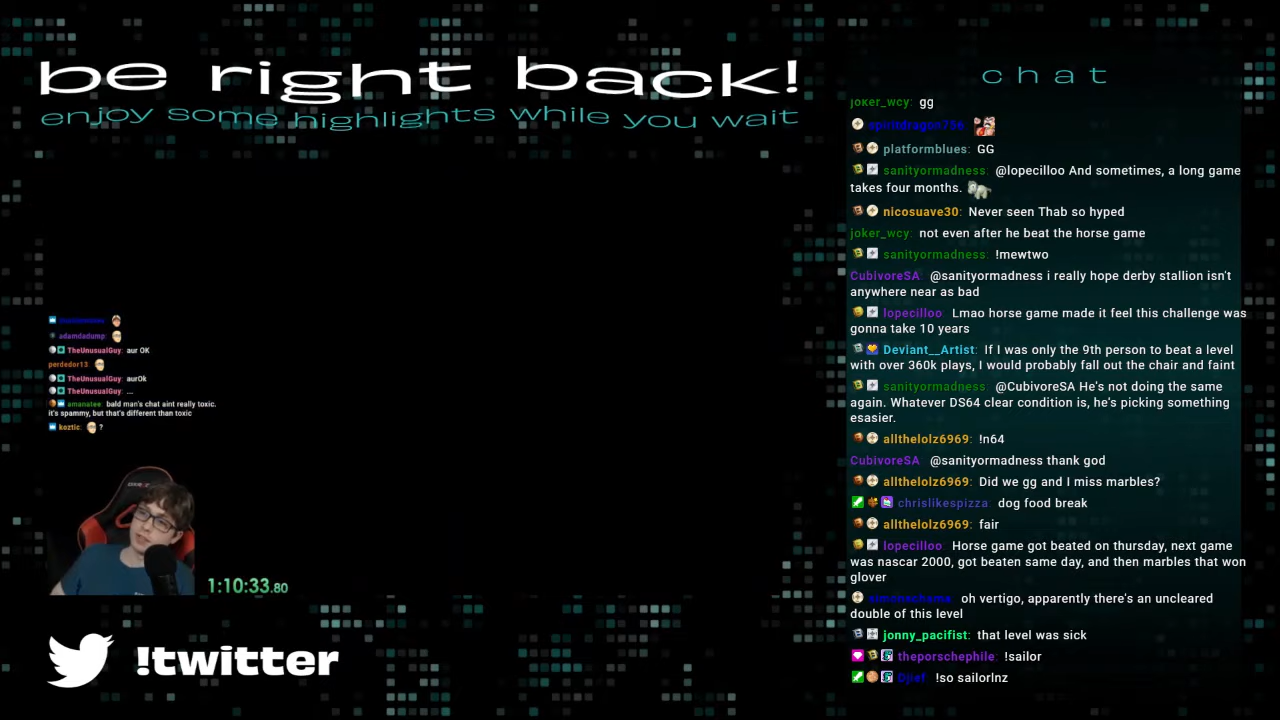 be right back!
enjoy some highlights while you wait
adamdadump:
TheUnusualGuy: aur OK
perdedor13:
TheUnusualGuy: aurOk
TheUnusualGuy: ...
amanatee: bald man's chat aint really toxic.
it's spammy, but that's different than toxic
koztic: ?
1:10:33.80
!twitter
chat
joker_wcy: gg
platformblues: GG
sanityormadness: @lopecilloo And sometimes, a long game
takes four months.
nicosuave30: Never seen Thab so hyped
joker_wcy: not even after he beat the horse game
sanityormadness: !mewtwo
CubivoreSA: @sanityormadness i really hope derby stallion isn't
anywhere near as bad
lopecilloo: Lmao horse game made it feel this challenge was
gonna take 10 years
Deviant__Artist: If I was only the 9th person to beat a level
with over 360k plays, I would probably fall out the chair and faint
sanityormadness: @CubivoreSA He's not doing the same
again. Whatever DS64 clear condition is, he's picking something
esasier.
allthelolz6969: !n64
CubivoreSA: @sanityormadness thank god
allthelolz6969: Did we gg and I miss marbles?
chrislikespizza: dog food break
allthelolz6969: fair
lopecilloo: Horse game got beated on thursday, next game
was nascar 2000, got beaten same day, and then marbles that won
glover
oh vertigo, apparently there's an uncleared
double of this level
jonny_pacifist: that level was sick
theporschephile: !sailor
Djief: !so sailorlnz